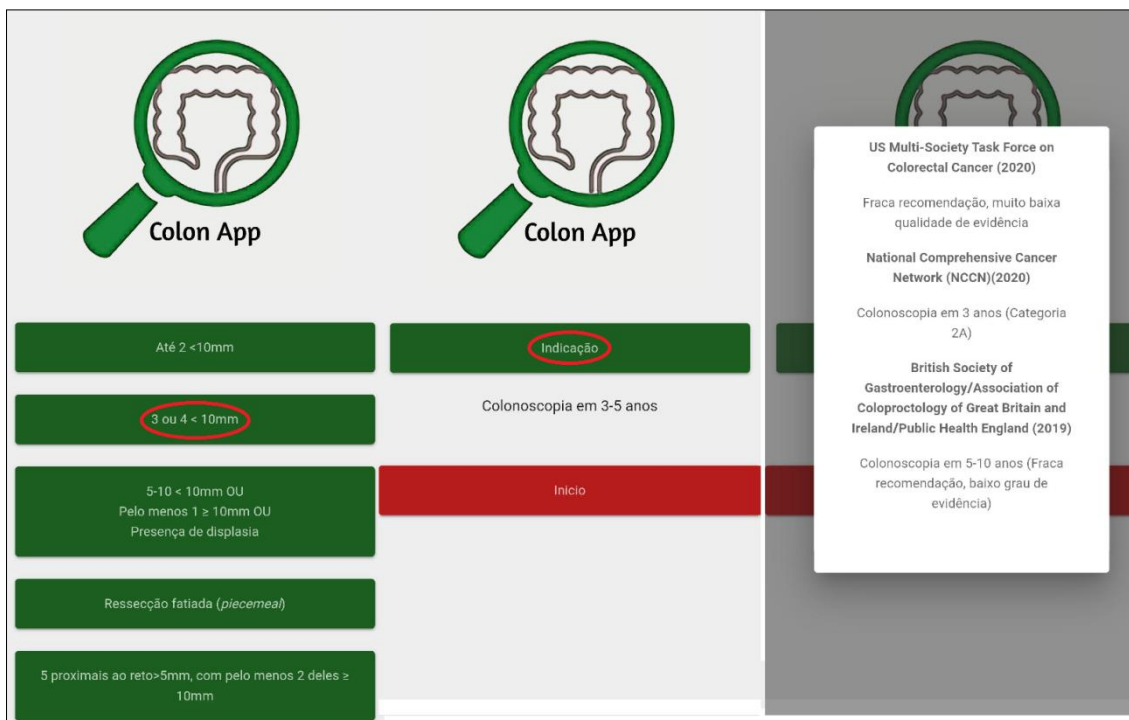 Colon App
Até 2 <10mm
3 ou 4 < 10mm
5-10 < 10mm OU
Pelo menos 1 ≥ 10mm OU
Presença de displasia
Ressecção fatiada (piecemeal)
5 proximais ao reto>5mm, com pelo menos 2 deles ≥
10mm
Colon App
Indicação
Colonoscopia em 3-5 anos
Inicio
US Multi-Society Task Force on
Colorectal Cancer (2020)
Fraca recomendação, muito baixa
qualidade de evidência
National Comprehensive Cancer
Network (NCCN)(2020)
Colonoscopia em 3 anos (Categoria
2A)
British Society of
Gastroenterology/Association of
Coloproctology of Great Britain and
Ireland/Public Health England (2019)
Colonoscopia em 5-10 anos (Fraca
recomendação, baixo grau de
evidência)